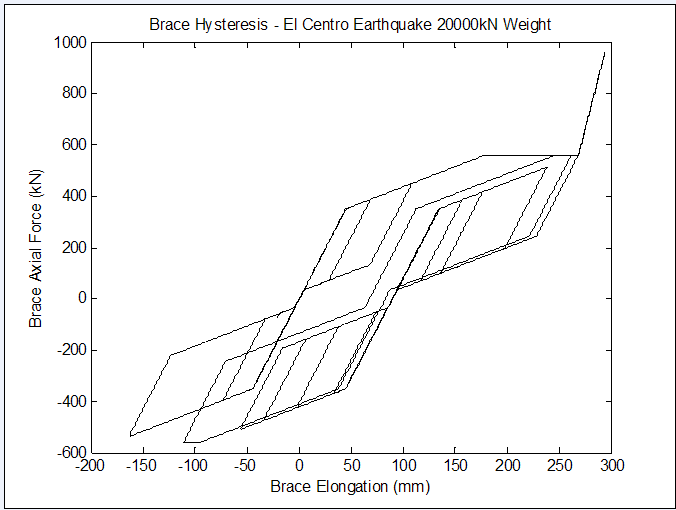 Brace Hysteresis - El Centro Earthquake 20000kN Weight
1000
800
600
400
200
0
-200
-400
-600
Brace Axial Force (kN)
-200 -150 -100 -50 0 50 100 150 200 250 300
Brace Elongation (mm)